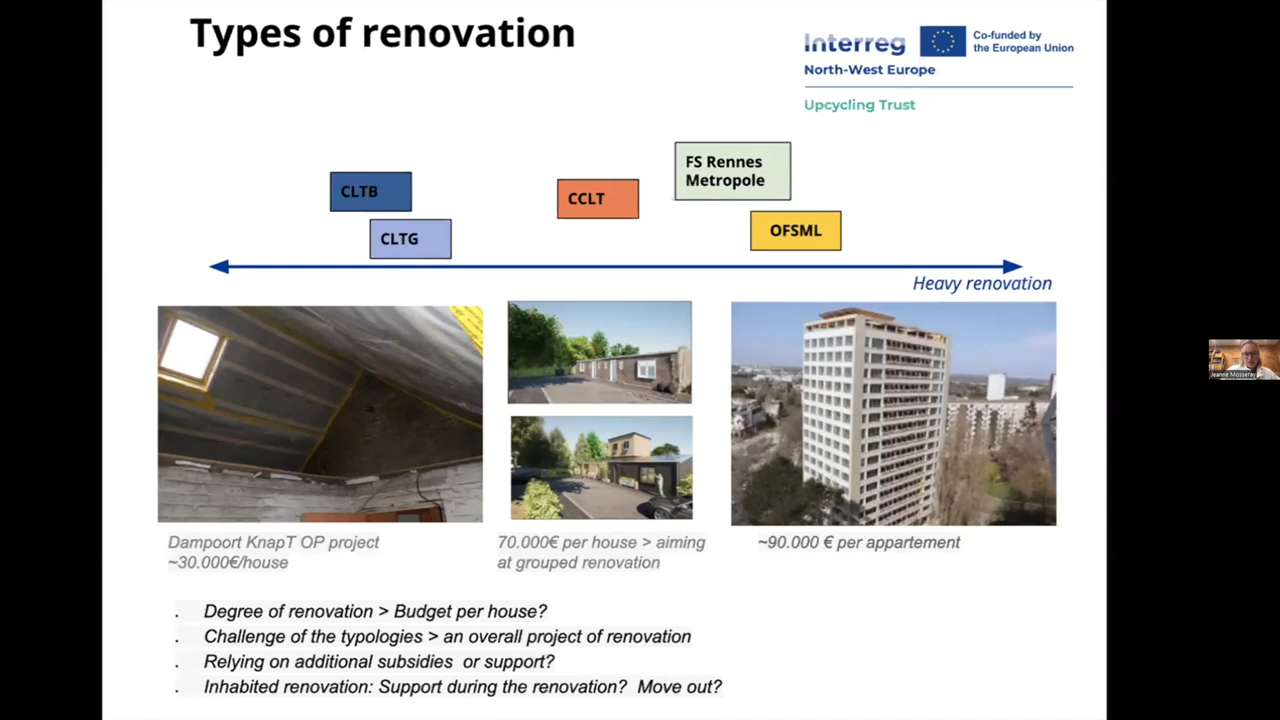 Types of renovation
Interreg
Co-funded by
the European Union
North-West Europe
Upcycling Trust
CLTB
CLTG
CCLT
FS Rennes
Metropole
OFSML
Heavy renovation
Dampoort KnapT OP project
~30.000€/house
70.000€ per house > aiming
at grouped renovation
~90.000 € per appartement
. Degree of renovation > Budget per house?
. Challenge of the typologies > an overall project of renovation
. Relying on additional subsidies or support?
. Inhabited renovation: Support during the renovation? Move out?
Jeanne Mosseray